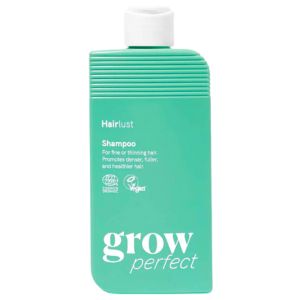 Hairlust
Shampoo
For fine or thinning hair.
Promotes denser, fuller,
and healthier hair.
Vegan
grow
perfect